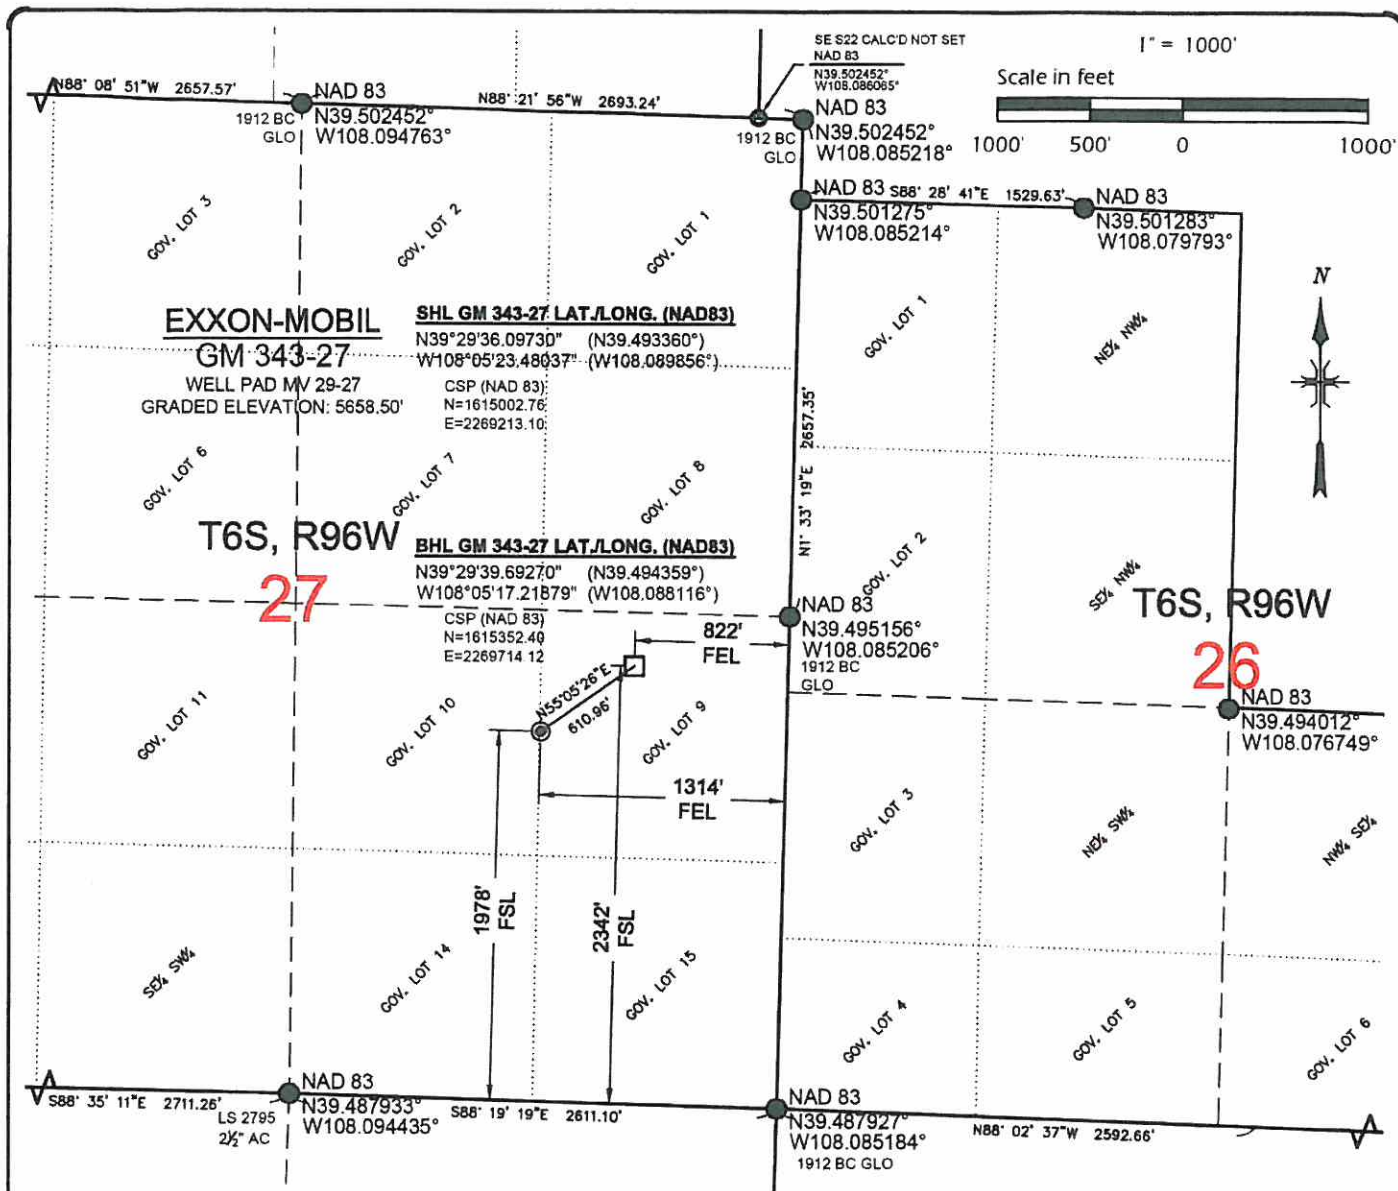 SE S22 CALC'D NOT SET
NAD 83
N39.502452°
W108.086065°
1" = 1000'
Scale in feet
1000' 500' 0 1000'
N88° 08' 51"W 2657.57'
NAD 83
N39.502452°
W108.094763°
1912 BC
GLO
N88° 21' 56"W 2693.24'
1912 BC
GLO
NAD 83
N39.502452°
W108.085218°
NAD 83
N39.501275°
W108.085214°
S88° 28' 41"E 1529.63'
NAD 83
N39.501283°
W108.079793°
GOV. LOT 3
GOV. LOT 2
GOV. LOT 1
GOV. LOT 1
NE¼ NW¼
N
EXXON-MOBIL
GM 343-27
WELL PAD MV 29-27
GRADED ELEVATION: 5658.50'
SHL GM 343-27 LAT./LONG. (NAD83)
N39°29'36.09730" (N39.493360°)
W108°05'23.48037" (W108.089856°)
CSP (NAD 83)
N=1615002.76
E=2269213.10
N1° 33' 19"E 2657.35'
GOV. LOT 6
GOV. LOT 7
GOV. LOT 8
GOV. LOT 2
SE¼ NW¼
T6S, R96W
27
BHL GM 343-27 LAT./LONG. (NAD83)
N39°29'39.69270" (N39.494359°)
W108°05'17.21879" (W108.088116°)
CSP (NAD 83)
N=1615352.40
E=2269714.12
822'
FEL
NAD 83
N39.495156°
W108.085206°
1912 BC
GLO
T6S, R96W
26
NAD 83
N39.494012°
W108.076749°
N55°05'26"E
610.96'
GOV. LOT 11
GOV. LOT 10
GOV. LOT 9
1314'
FEL
GOV. LOT 3
NE¼ SW¼
NW¼ SE¼
1978'
FSL
2342'
FSL
SE¼ SW¼
GOV. LOT 14
GOV. LOT 15
GOV. LOT 4
GOV. LOT 5
GOV. LOT 6
S88° 35' 11"E 2711.26'
LS 2795
2½" AC
NAD 83
N39.487933°
W108.094435°
S88° 19' 19"E 2611.10'
NAD 83
N39.487927°
W108.085184°
1912 BC GLO
N88° 02' 37"W 2592.66'